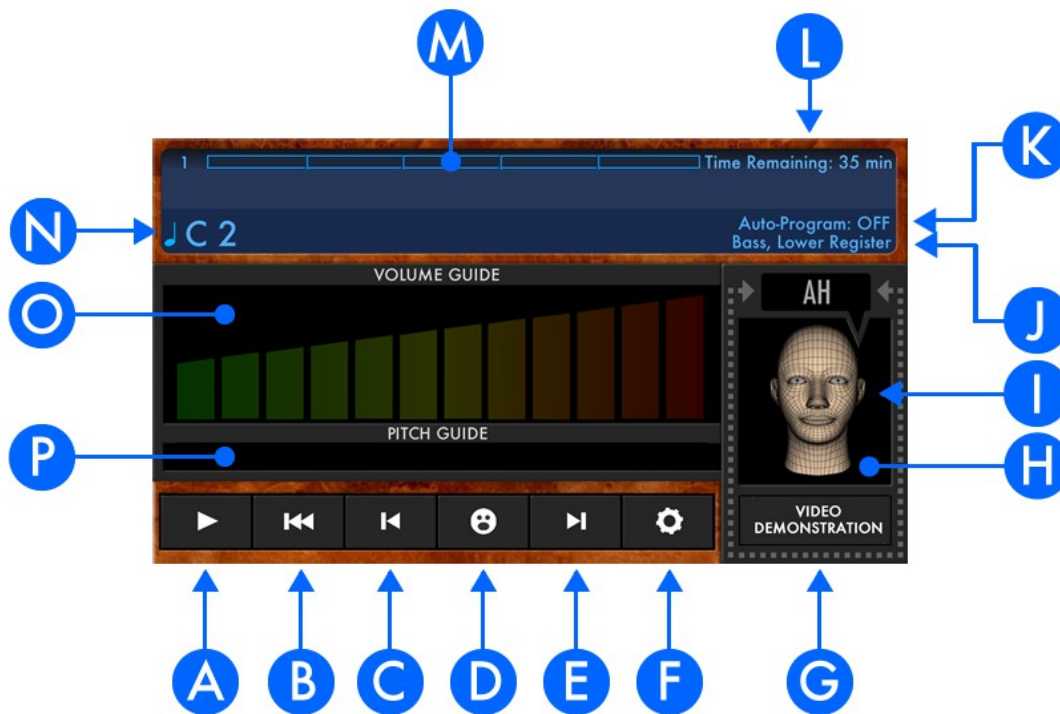 M
L
K
1
Time Remaining: 35 min
N
C 2
Auto-Program: OFF
Bass, Lower Register
J
VOLUME GUIDE
O
AH
I
PITCH GUIDE
P
H
VIDEO
DEMONSTRATION
A
B
C
D
E
F
G